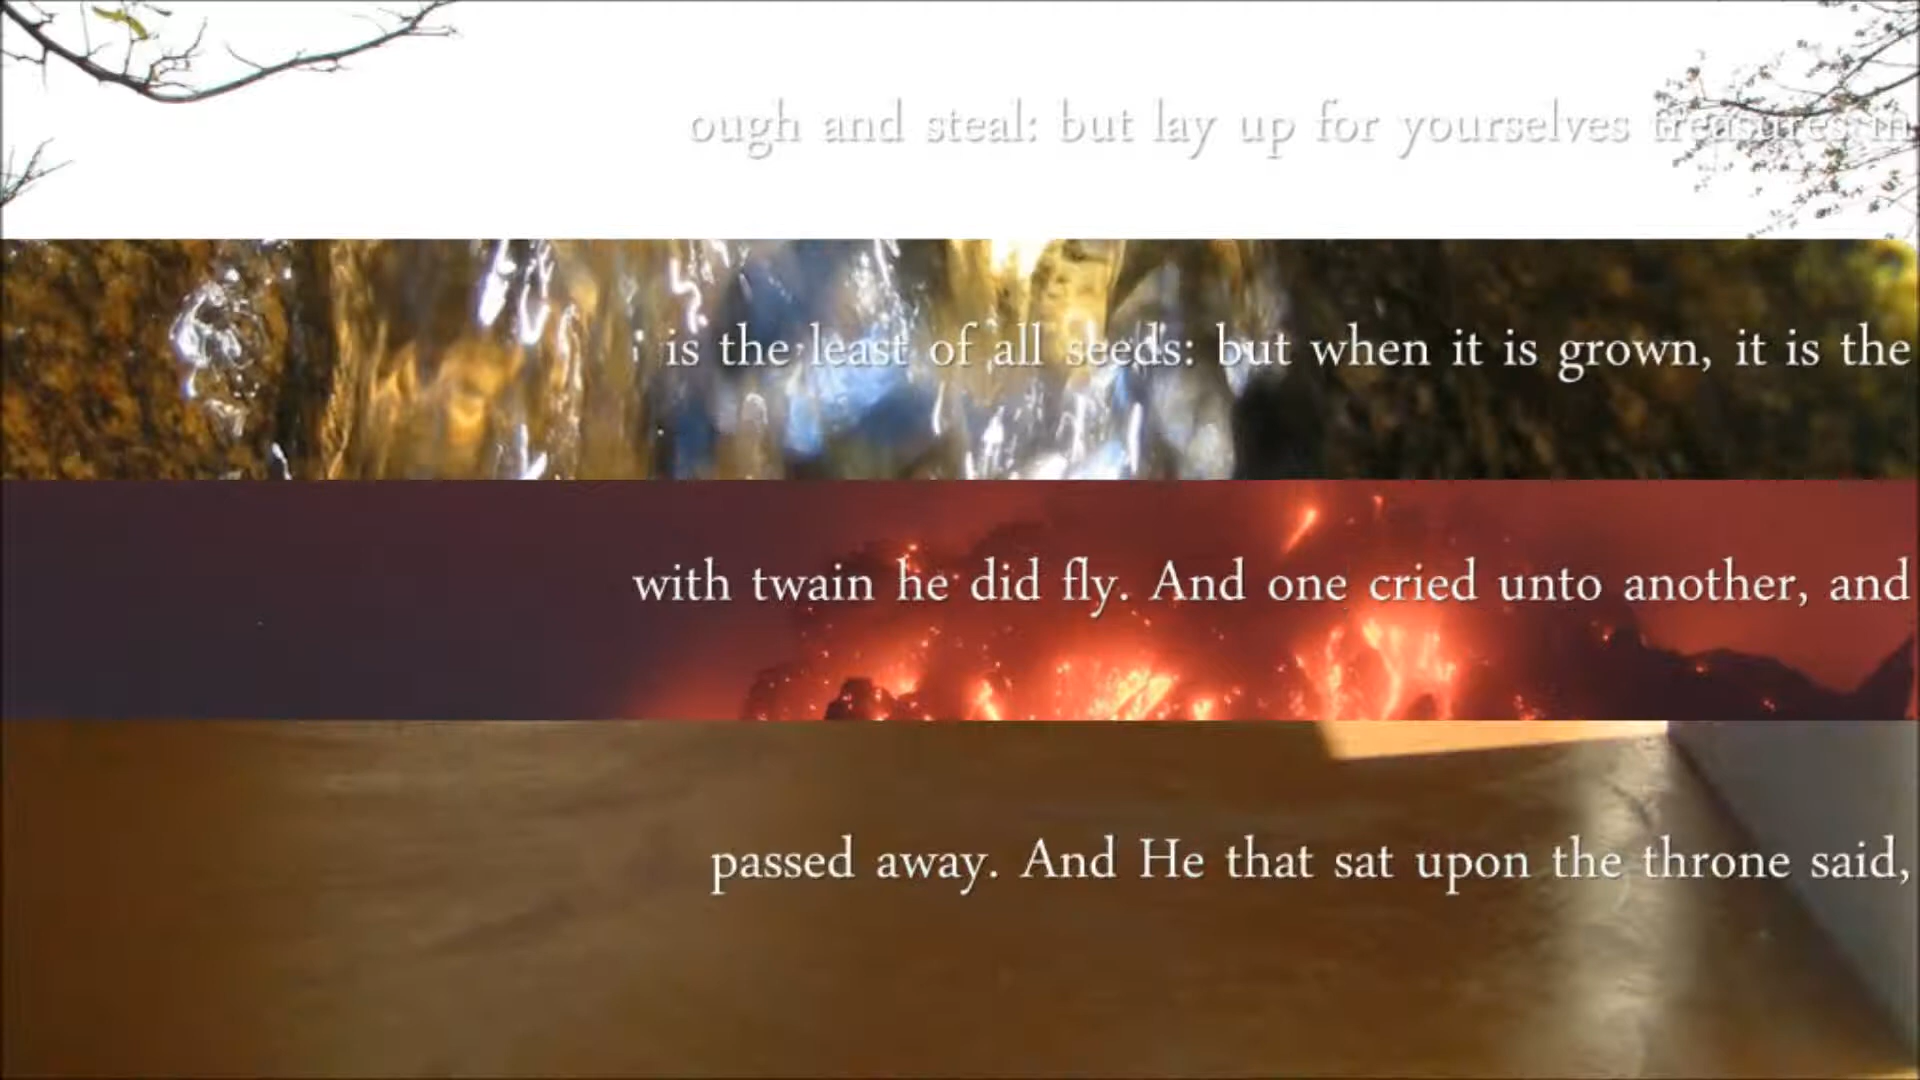 ough and steal: but lay up for yourselves treasures in
is the least of all seeds: but when it is grown, it is the
with twain he did fly. And one cried unto another, and
passed away. And He that sat upon the throne said,